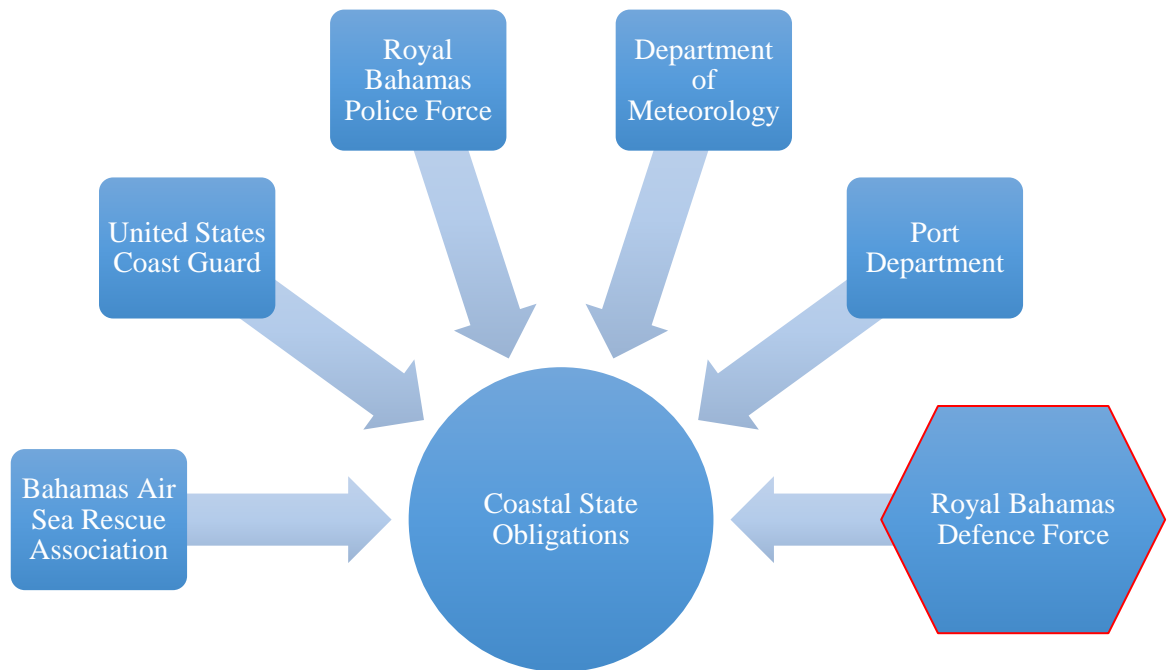 Royal
Bahamas
Police Force
Department
of
Meteorology
United States
Coast Guard
Port
Department
Bahamas Air
Sea Rescue
Association
Coastal State
Obligations
Royal Bahamas
Defence Force